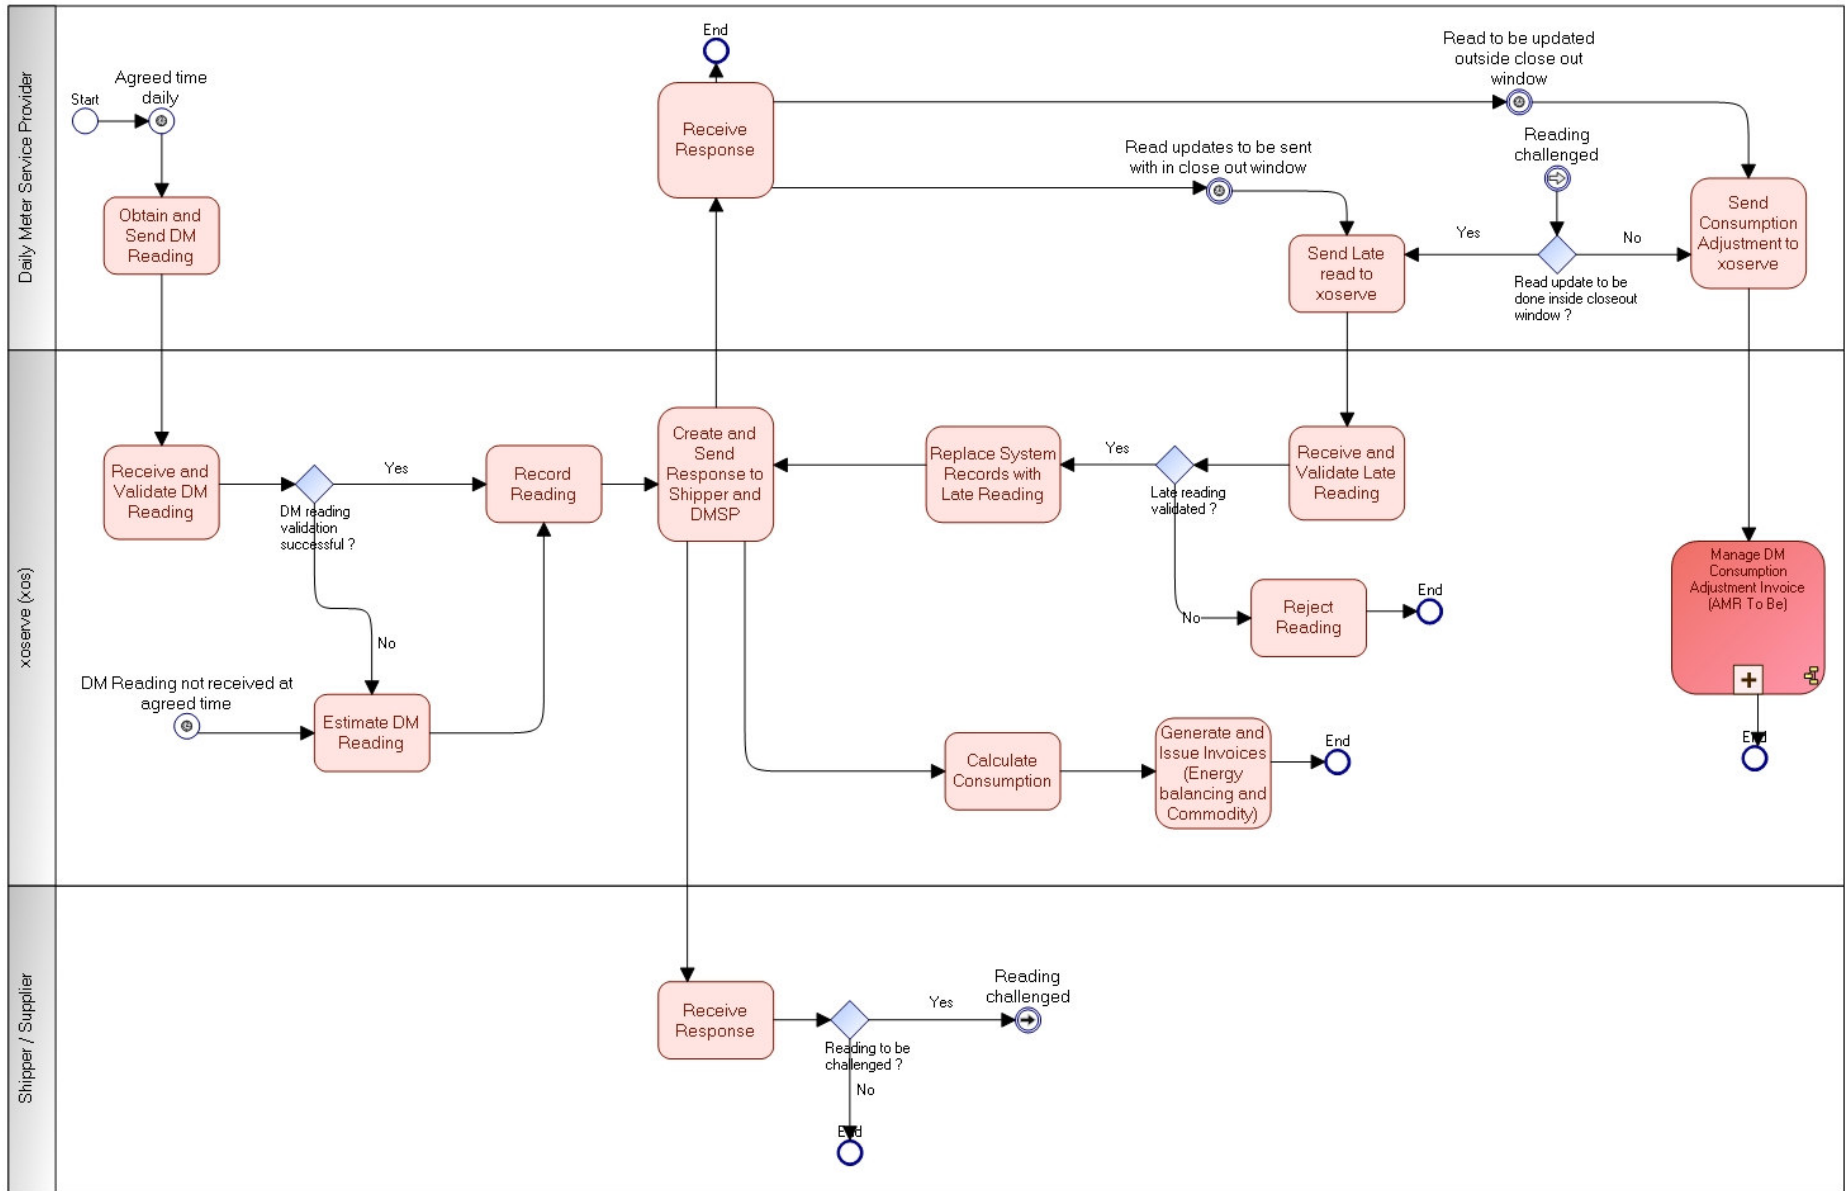 Daily Meter Service Provider
Start
Agreed time
daily
Obtain and
Send DM
Reading
End
Receive
Response
Read updates to be sent
with in close out window
Read to be updated
outside close out
window
Reading
challenged
Send Late
read to
xoserve
Yes
No
Read update to be
done inside closeout
window ?
Send
Consumption
Adjustment to
xoserve
xoserve (xos)
Receive and
Validate DM
Reading
DM reading
validation
successful ?
Yes
No
Record
Reading
DM Reading not received at
agreed time
Estimate DM
Reading
Create and
Send
Response to
Shipper and
DMSP
Replace System
Records with
Late Reading
Yes
Late reading
validated ?
No
Receive and
Validate Late
Reading
Reject
Reading
End
Calculate
Consumption
Generate and
Issue Invoices
(Energy
balancing and
Commodity)
End
Manage DM
Consumption
Adjustment Invoice
(AMR To Be)
End
Shipper / Supplier
Receive
Response
Reading to be
challenged ?
Yes
Reading
challenged
No
End